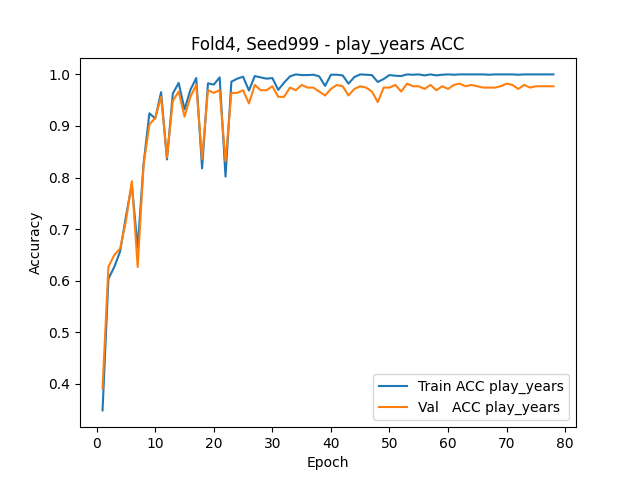 Fold4, Seed999 - play_years ACC
1.0
0.9
0.8
0.7
0.6
0.5
0.4
Accuracy
0 10 20 30 40 50 60 70 80
Epoch
Train ACC play_years
Val   ACC play_years